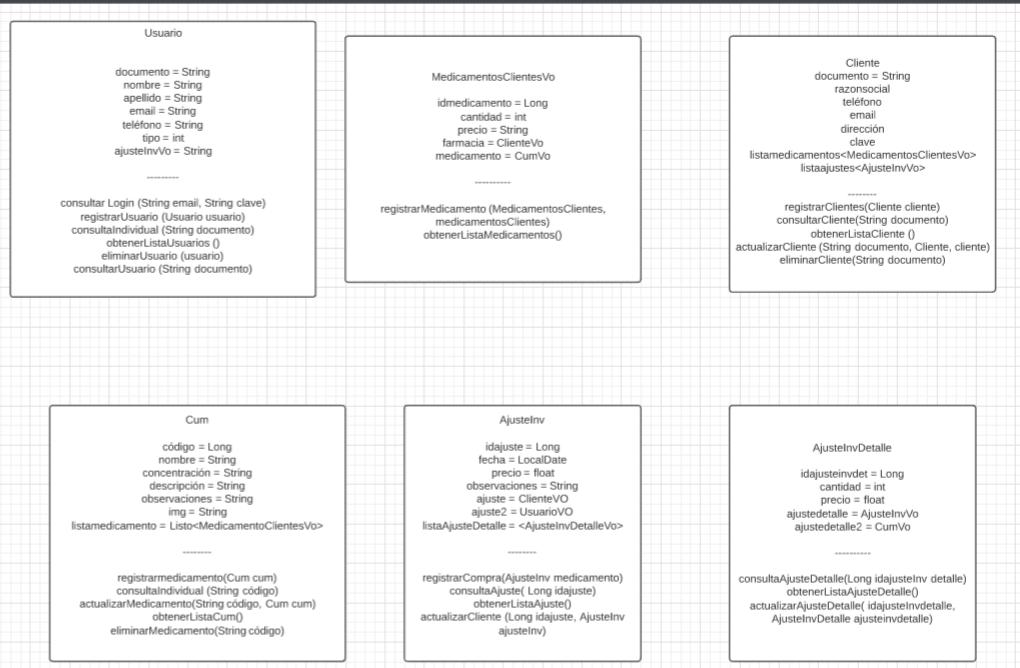 Usuario
documento = String
nombre = String
apellido = String
email = String
teléfono = String
tipo = int
ajusteInvVo = String
---------
consultar Login (String email, String clave)
registrarUsuario (Usuario usuario)
consultaIndividual (String documento)
obtenerListaUsuarios ()
eliminarUsuario (usuario)
consultarUsuario (String documento)
MedicamentosClientesVo
idmedicamento = Long
cantidad = int
precio = String
farmacia = ClienteVo
medicamento = CumVo
----------
registrarMedicamento (MedicamentosClientes,
medicamentosClientes)
obtenerListaMedicamentos()
Cliente
documento = String
razonsocial
teléfono
email
dirección
clave
listamedicamentos<MedicamentosClientesVo>
listaajustes<AjusteInvVo>
--------
registrarClientes(Cliente cliente)
consultarCliente(String documento)
obtenerListaCliente ()
actualizarCliente (String documento, Cliente, cliente)
eliminarCliente(String documento)
Cum
código = Long
nombre = String
concentración = String
descripción = String
observaciones = String
img = String
listamedicamento = Listo<MedicamentoClientesVo>
--------
registrarmedicamento(Cum cum)
consultaIndividual (String código)
actualizarMedicamento(String código, Cum cum)
obtenerListaCum()
eliminarMedicamento(String código)
AjusteInv
idajuste = Long
fecha = LocalDate
precio = float
observaciones = String
ajuste = ClienteVO
ajuste2 = UsuarioVO
listaAjusteDetalle = <AjusteInvDetalleVo>
--------
registrarCompra(AjusteInv medicamento)
consultaAjuste( Long idajuste)
obtenerListaAjuste()
actualizarCliente (Long idajuste, AjusteInv
ajusteInv)
AjusteInvDetalle
idajusteinvdet = Long
cantidad = int
precio = float
ajustedetalle = AjusteInvVo
ajustedetalle2 = CumVo
----------
consultaAjusteDetalle(Long idajusteInv detalle)
obtenerListaAjusteDetalle()
actualizarAjusteDetalle( idajusteInvdetalle,
AjusteInvDetalle ajusteinvdetalle)